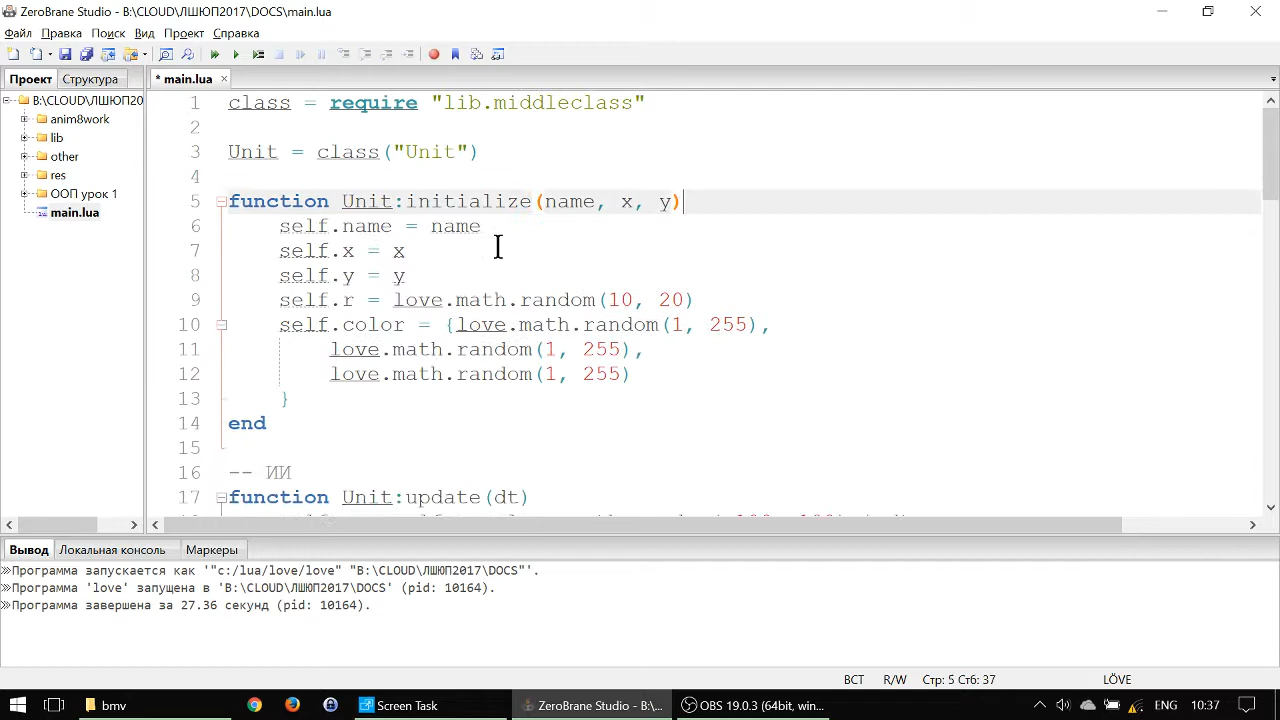 ZeroBrane Studio - B:\CLOUD\ЛШЮП2017\DOCS\main.lua
Файл Правка Поиск Вид Проект Справка
Проект Структура
* main.lua
B:\CLOUD\ЛШЮП20
anim8work
lib
other
res
ООП урок 1
main.lua
1 class = require "lib.middleclass"
2
3 Unit = class("Unit")
4
5 function Unit:initialize(name, x, y)
6 self.name = name
7 self.x = x
8 self.y = y
9 self.r = love.math.random(10, 20)
10 self.color = {love.math.random(1, 255),
11 love.math.random(1, 255),
12 love.math.random(1, 255)
13 }
14 end
15
16 -- ИИ
17 function Unit:update(dt)
Вывод Локальная консоль Маркеры
Программа запускается как '"c:/lua/love/love" "B:\CLOUD\ЛШЮП2017\DOCS"'.
Программа 'love' запущена в 'B:\CLOUD\ЛШЮП2017\DOCS' (pid: 10164).
Программа завершена за 27.36 секунд (pid: 10164).
ВСТ R/W Стр: 5 Стб: 37 LÖVE
bmv Screen Task ZeroBrane Studio - B:\... OBS 19.0.3 (64bit, win... ENG 10:37